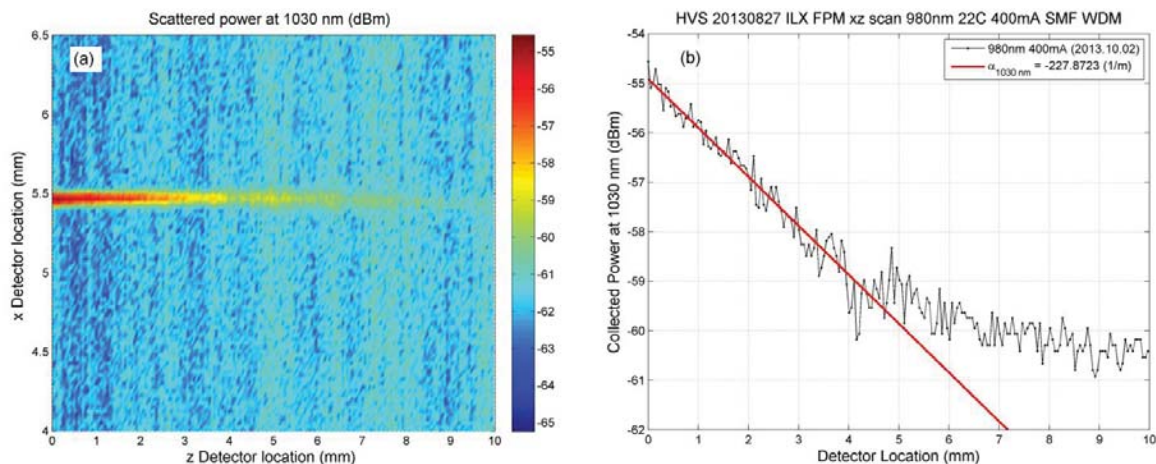 Scattered power at 1030 nm (dBm)
(a)
6.5
6
5.5
5
4.5
4
x Detector location (mm)
0 1 2 3 4 5 6 7 8 9 10
z Detector location (mm)
-55
-56
-57
-58
-59
-60
-61
-62
-63
-64
-65
HVS 20130827 ILX FPM xz scan 980nm 22C 400mA SMF WDM
(b)
980nm 400mA (2013.10.02)
α1030 nm = -227.8723 (1/m)
-54
-55
-56
-57
-58
-59
-60
-61
-62
Collected Power at 1030 nm (dBm)
0 1 2 3 4 5 6 7 8 9 10
Detector Location (mm)